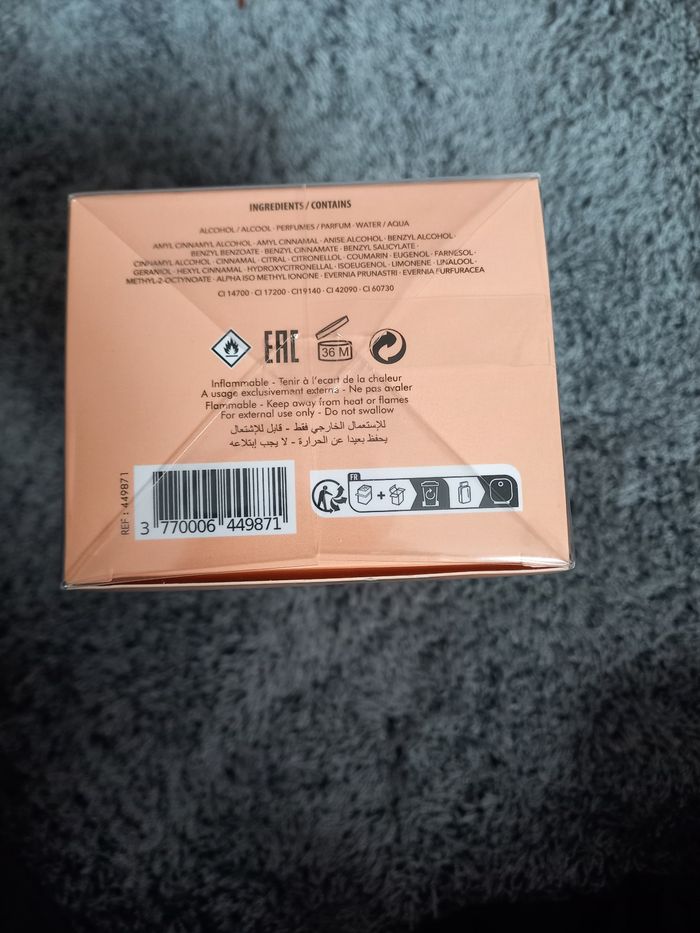 INGREDIENTS / CONTAINS
ALCOHOL / ALCOOL · PERFUMES / PARFUM · WATER / AQUA
AMYL CINNAMYL ALCOHOL · AMYL CINNAMAL · ANISE ALCOHOL · BENZYL ALCOHOL ·
BENZYL BENZOATE · BENZYL CINNAMATE · BENZYL SALICYLATE ·
CINNAMYL ALCOHOL · CINNAMAL · CITRAL · CITRONELLOL · COUMARIN · EUGENOL · FARNESOL ·
GERANIOL · HEXYL CINNAMAL · HYDROXYCITRONELLAL · ISOEUGENOL · LIMONENE · LINALOOL ·
METHYL-2-OCTYNOATE · ALPHA ISO METHYL IONONE · EVERNIA PRUNASTRI · EVERNIA FURFURACEA
CI 14700 · CI 17200 · CI19140 · CI 42090 · CI 60730
EAC
36 M
Inflammable - Tenir à l'ecart de la chaleur
A usage exclusivement externe - Ne pas avaler
Flammable - Keep away from heat or flames
For external use only - Do not swallow
للإستعمال الخارجي فقط - قابل للإشتعال
يحفظ بعيدا عن الحرارة - لا يجب إبتلاعه
REF : 449871
3 770006 449871
FR
+